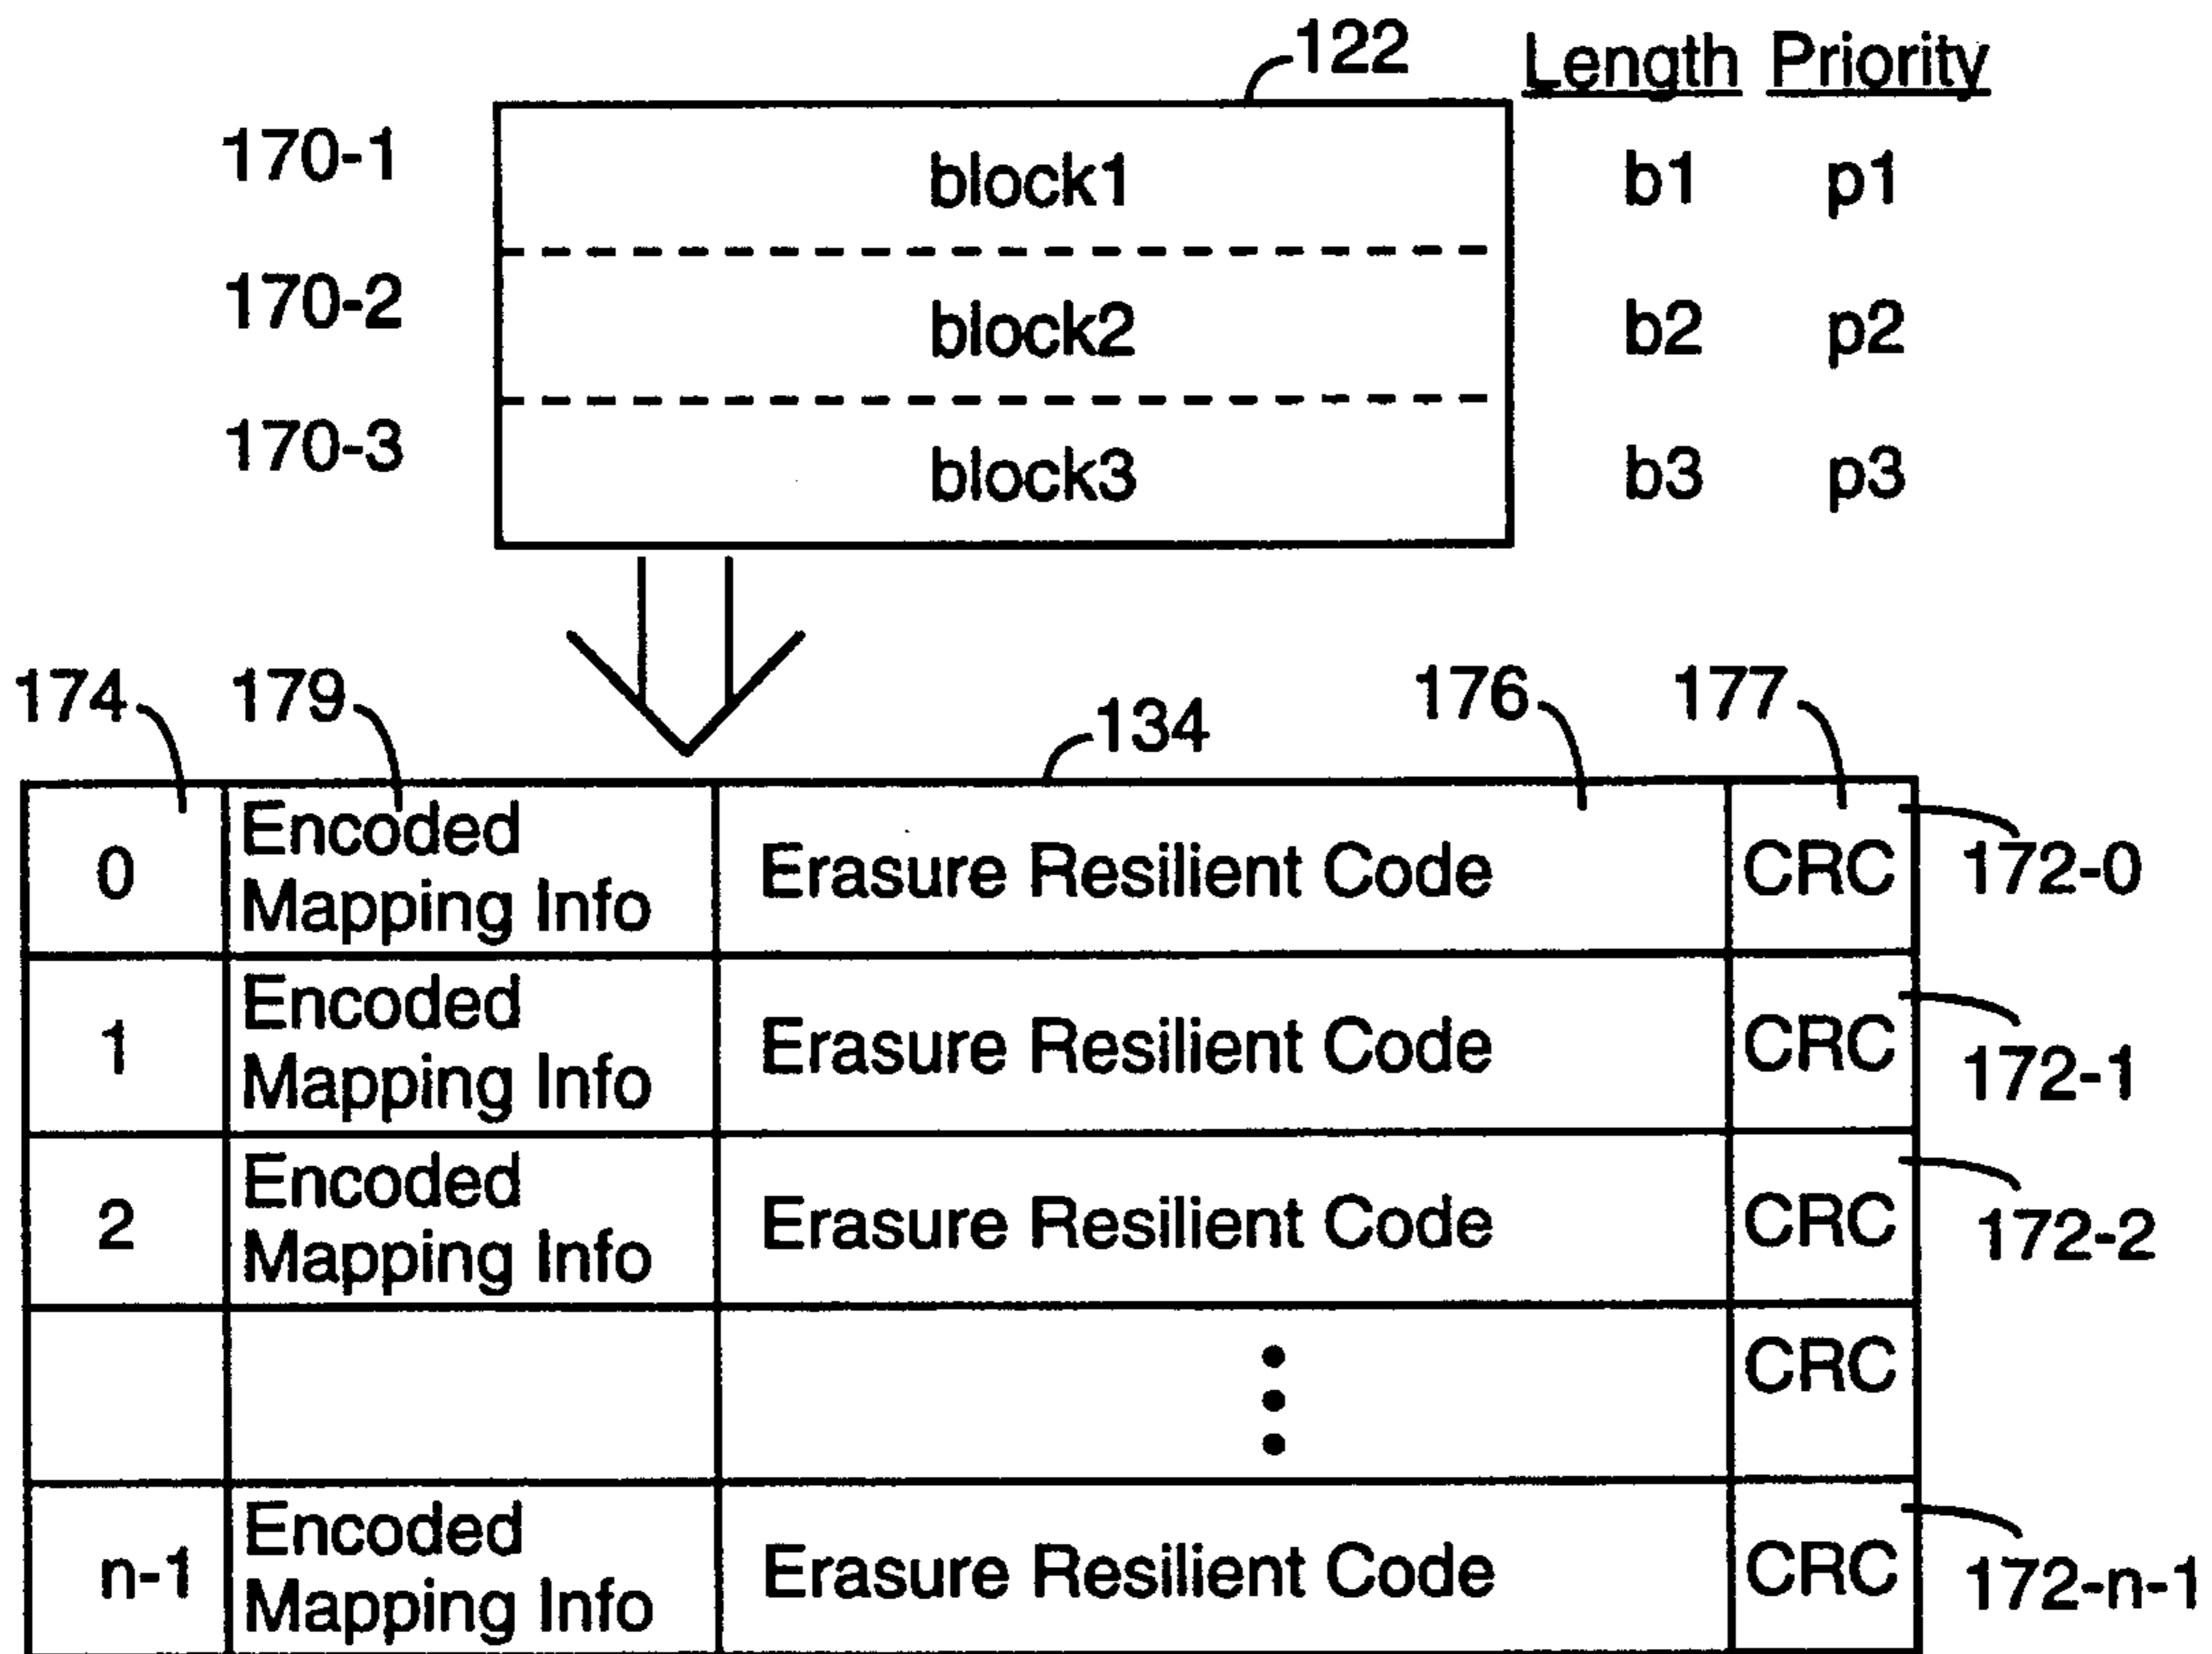 122 Length Priority
170-1 block1 b1 p1
170-2 block2 b2 p2
170-3 block3 b3 p3
174 179 134 176 177
0 Encoded Mapping Info Erasure Resilient Code CRC 172-0
1 Encoded Mapping Info Erasure Resilient Code CRC 172-1
2 Encoded Mapping Info Erasure Resilient Code CRC 172-2
CRC
n-1 Encoded Mapping Info Erasure Resilient Code CRC 172-n-1